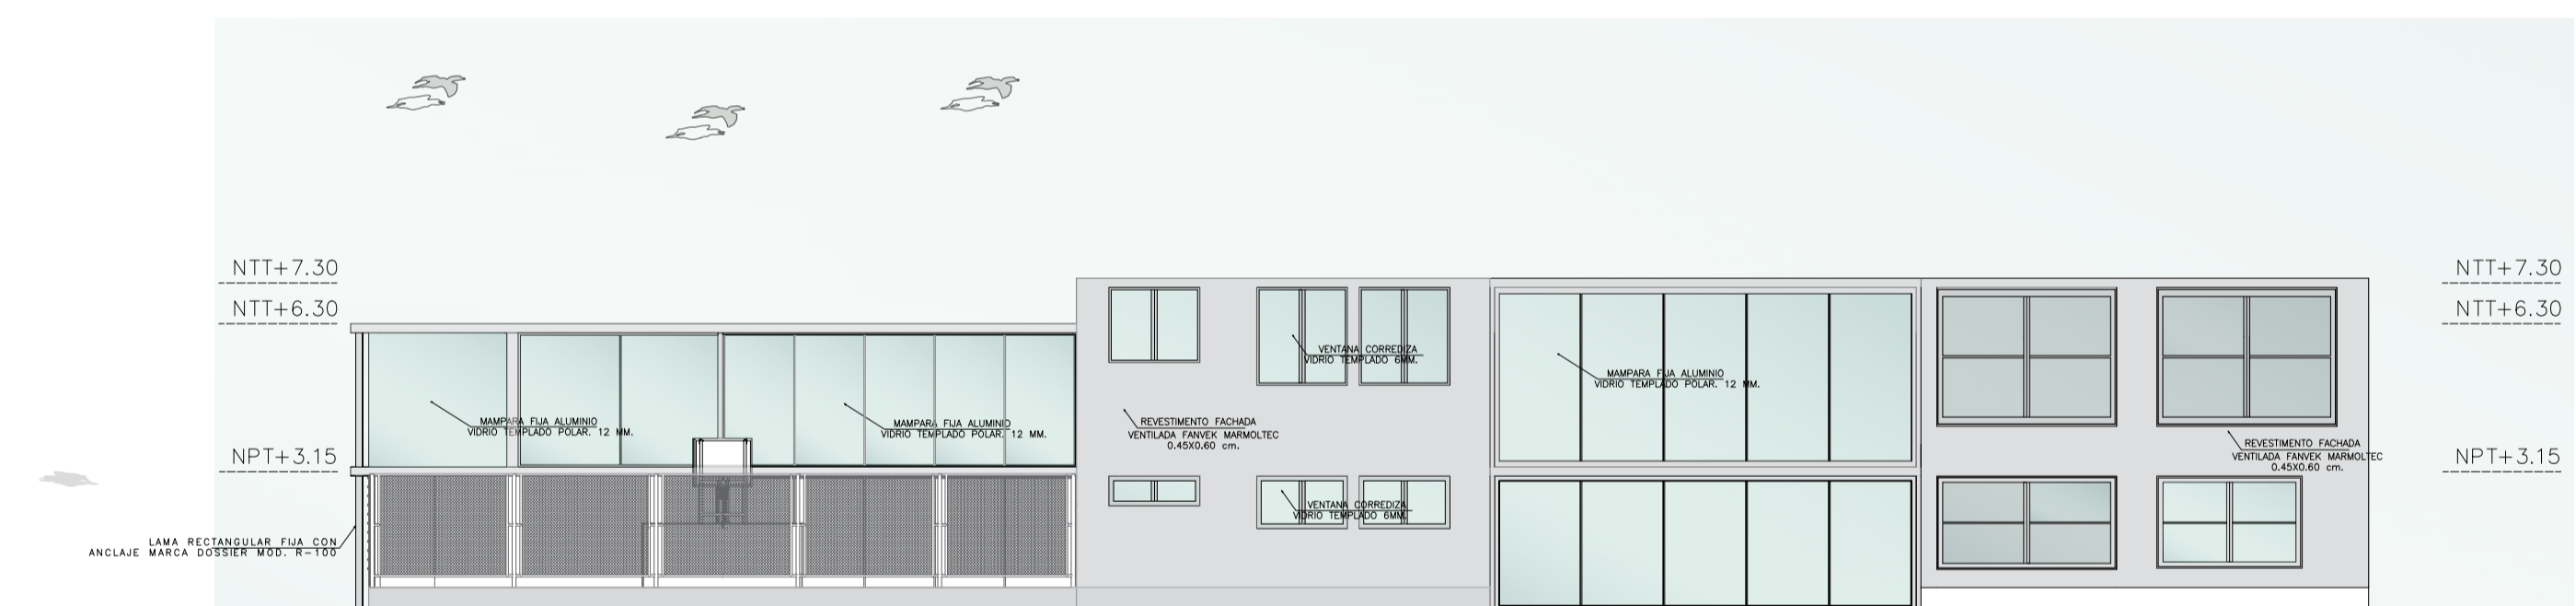 NTT+7.30
NTT+6.30
NPT+3.15
LAMA RECTANGULAR FIJA CON
ANCLAJE MARCA DOSSIER MOD. R-100
MAMPARA FIJA ALUMINIO
VIDRIO TEMPLADO POLAR. 12 MM.
MAMPARA FIJA ALUMINIO
VIDRIO TEMPLADO POLAR. 12 MM.
REVESTIMENTO FACHADA
VENTILADA FANVEK MARMOLTEC
0.45X0.60 cm.
VENTANA CORREDIZA
VIDRIO TEMPLADO 6MM.
VENTANA CORREDIZA
VIDRIO TEMPLADO 6MM.
MAMPARA FIJA ALUMINIO
VIDRIO TEMPLADO POLAR. 12 MM.
REVESTIMENTO FACHADA
VENTILADA FANVEK MARMOLTEC
0.45X0.60 cm.
NTT+7.30
NTT+6.30
NPT+3.15